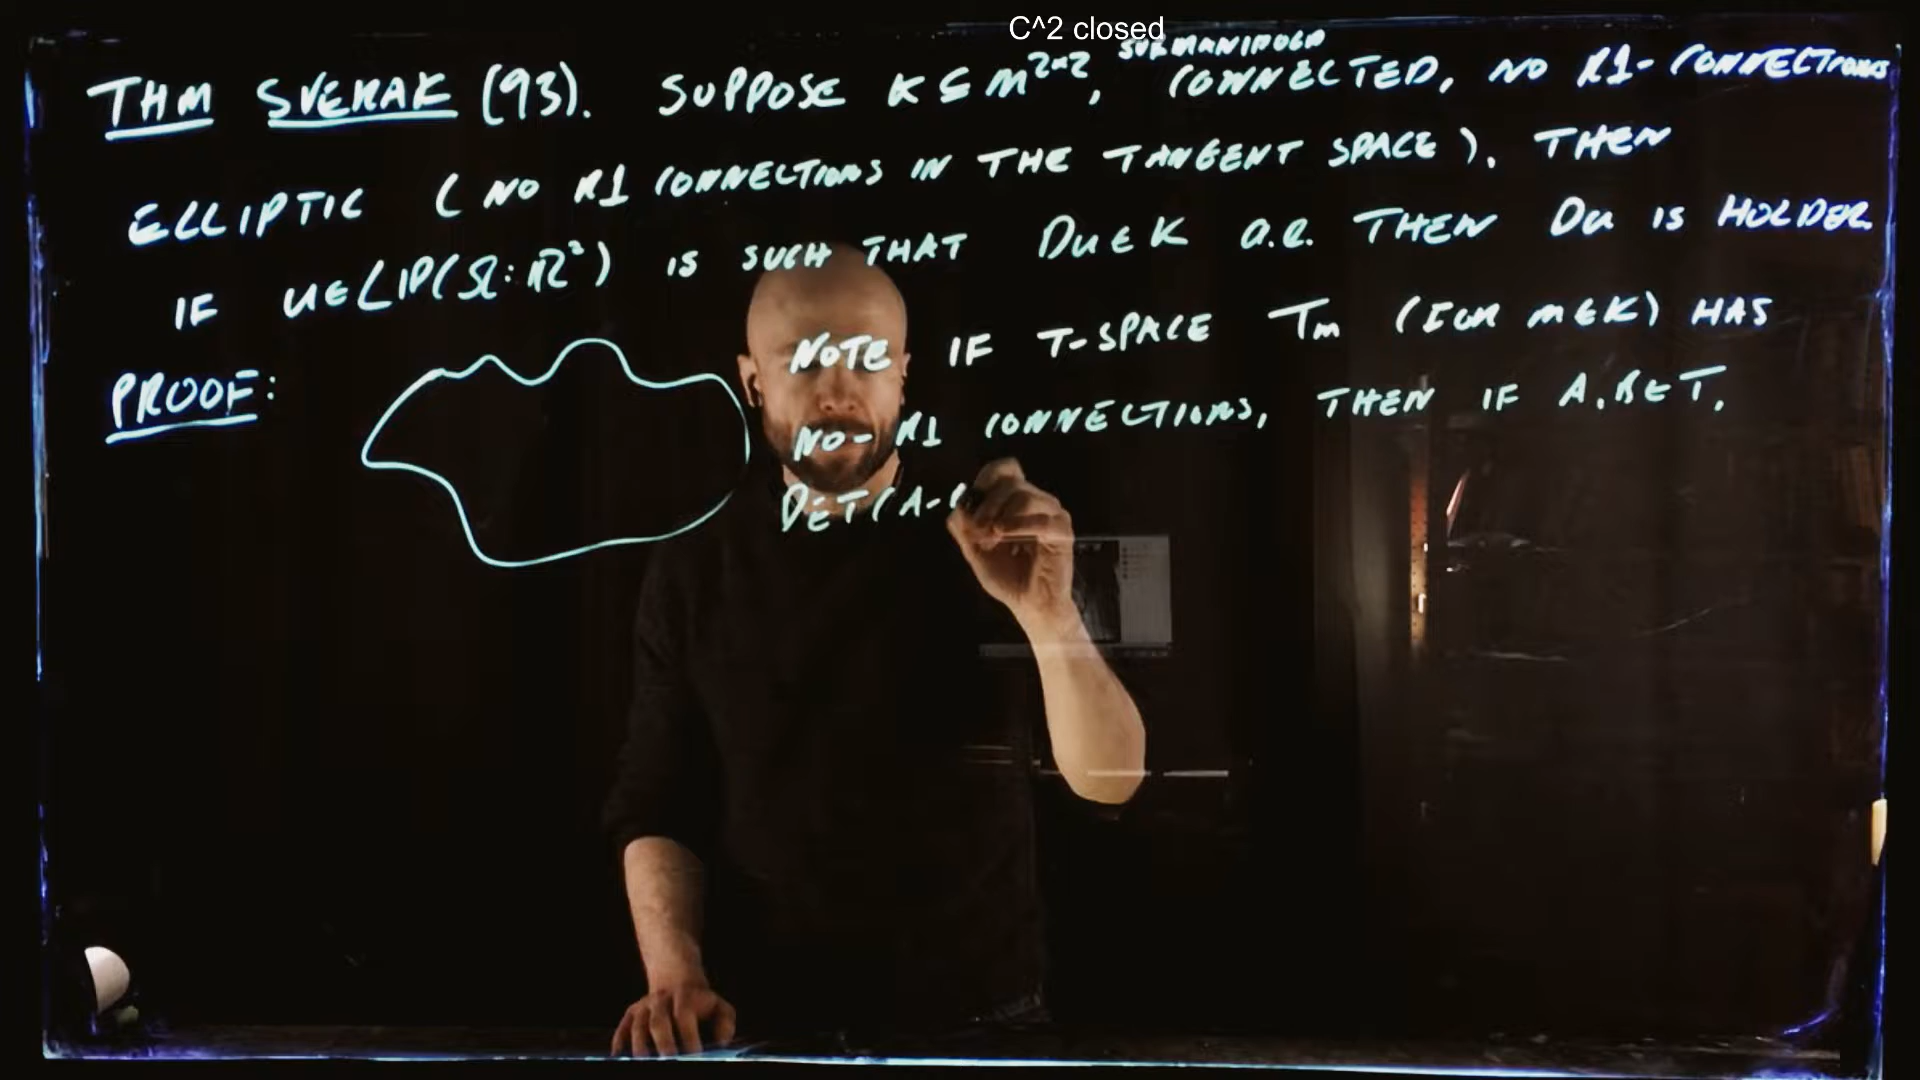 C^2 closed
SUBMANIFOLD
THM SVERAK (93). SUPPOSE K ⊆ M^{2×2}, CONNECTED, NO R1-CONNECTIONS
ELLIPTIC (NO R1 CONNECTIONS IN THE TANGENT SPACE). THEN
IF u∈LIP(Ω:ℝ²) IS SUCH THAT Du∈K a.e. THEN Du IS HOLDER
PROOF:
NOTE IF T-SPACE Tm (FOR M∈K) HAS
NO-R1 CONNECTIONS, THEN IF A,B∈T,
DET(A-